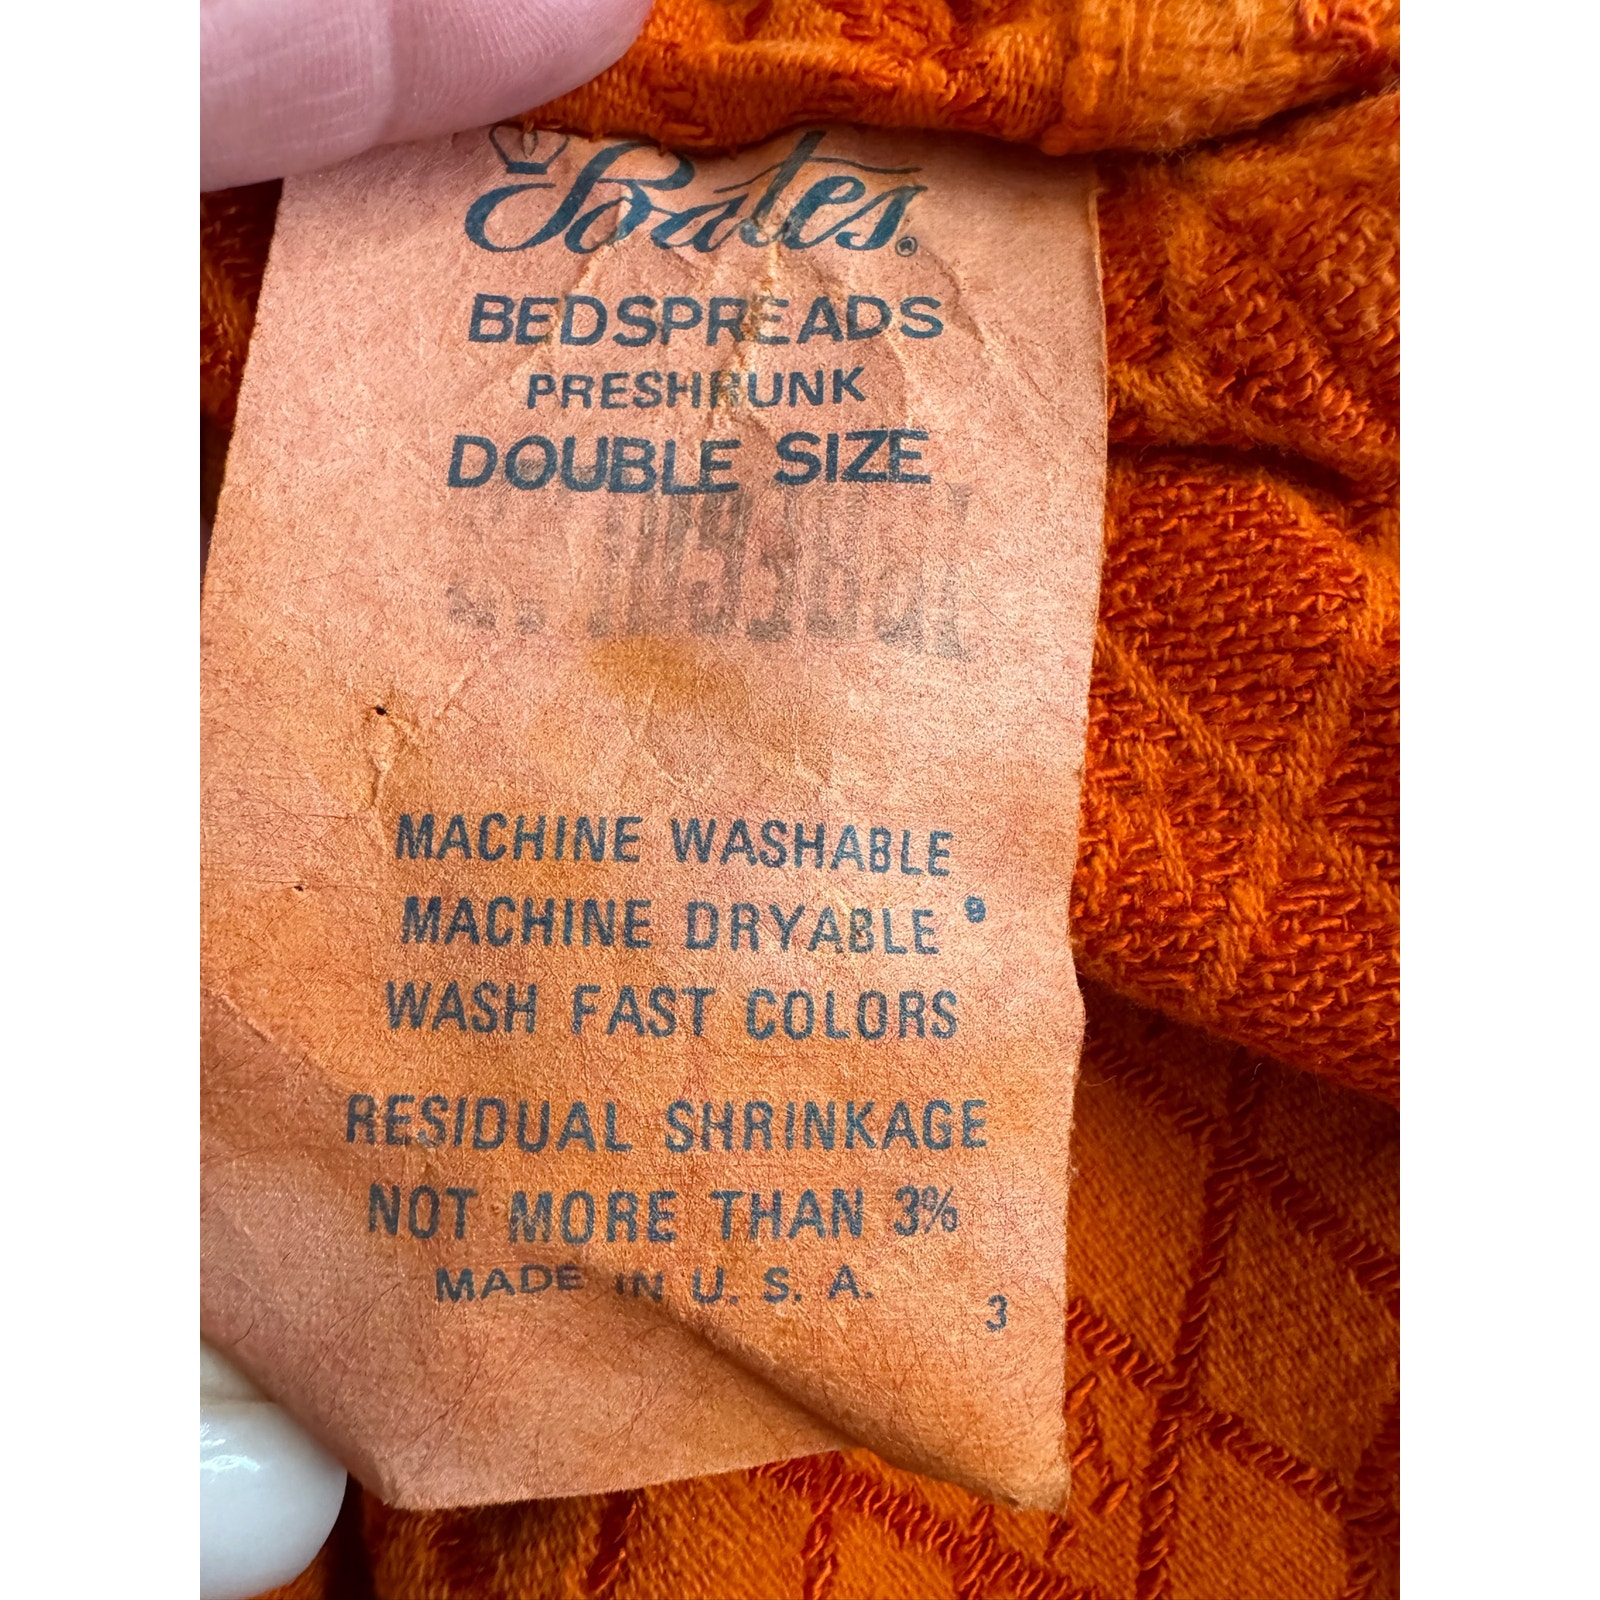 Bates®
BEDSPREADS
PRESHRUNK
DOUBLE SIZE
MACHINE WASHABLE
MACHINE DRYABLE
WASH FAST COLORS
RESIDUAL SHRINKAGE
NOT MORE THAN 3%
MADE IN U. S. A.
3